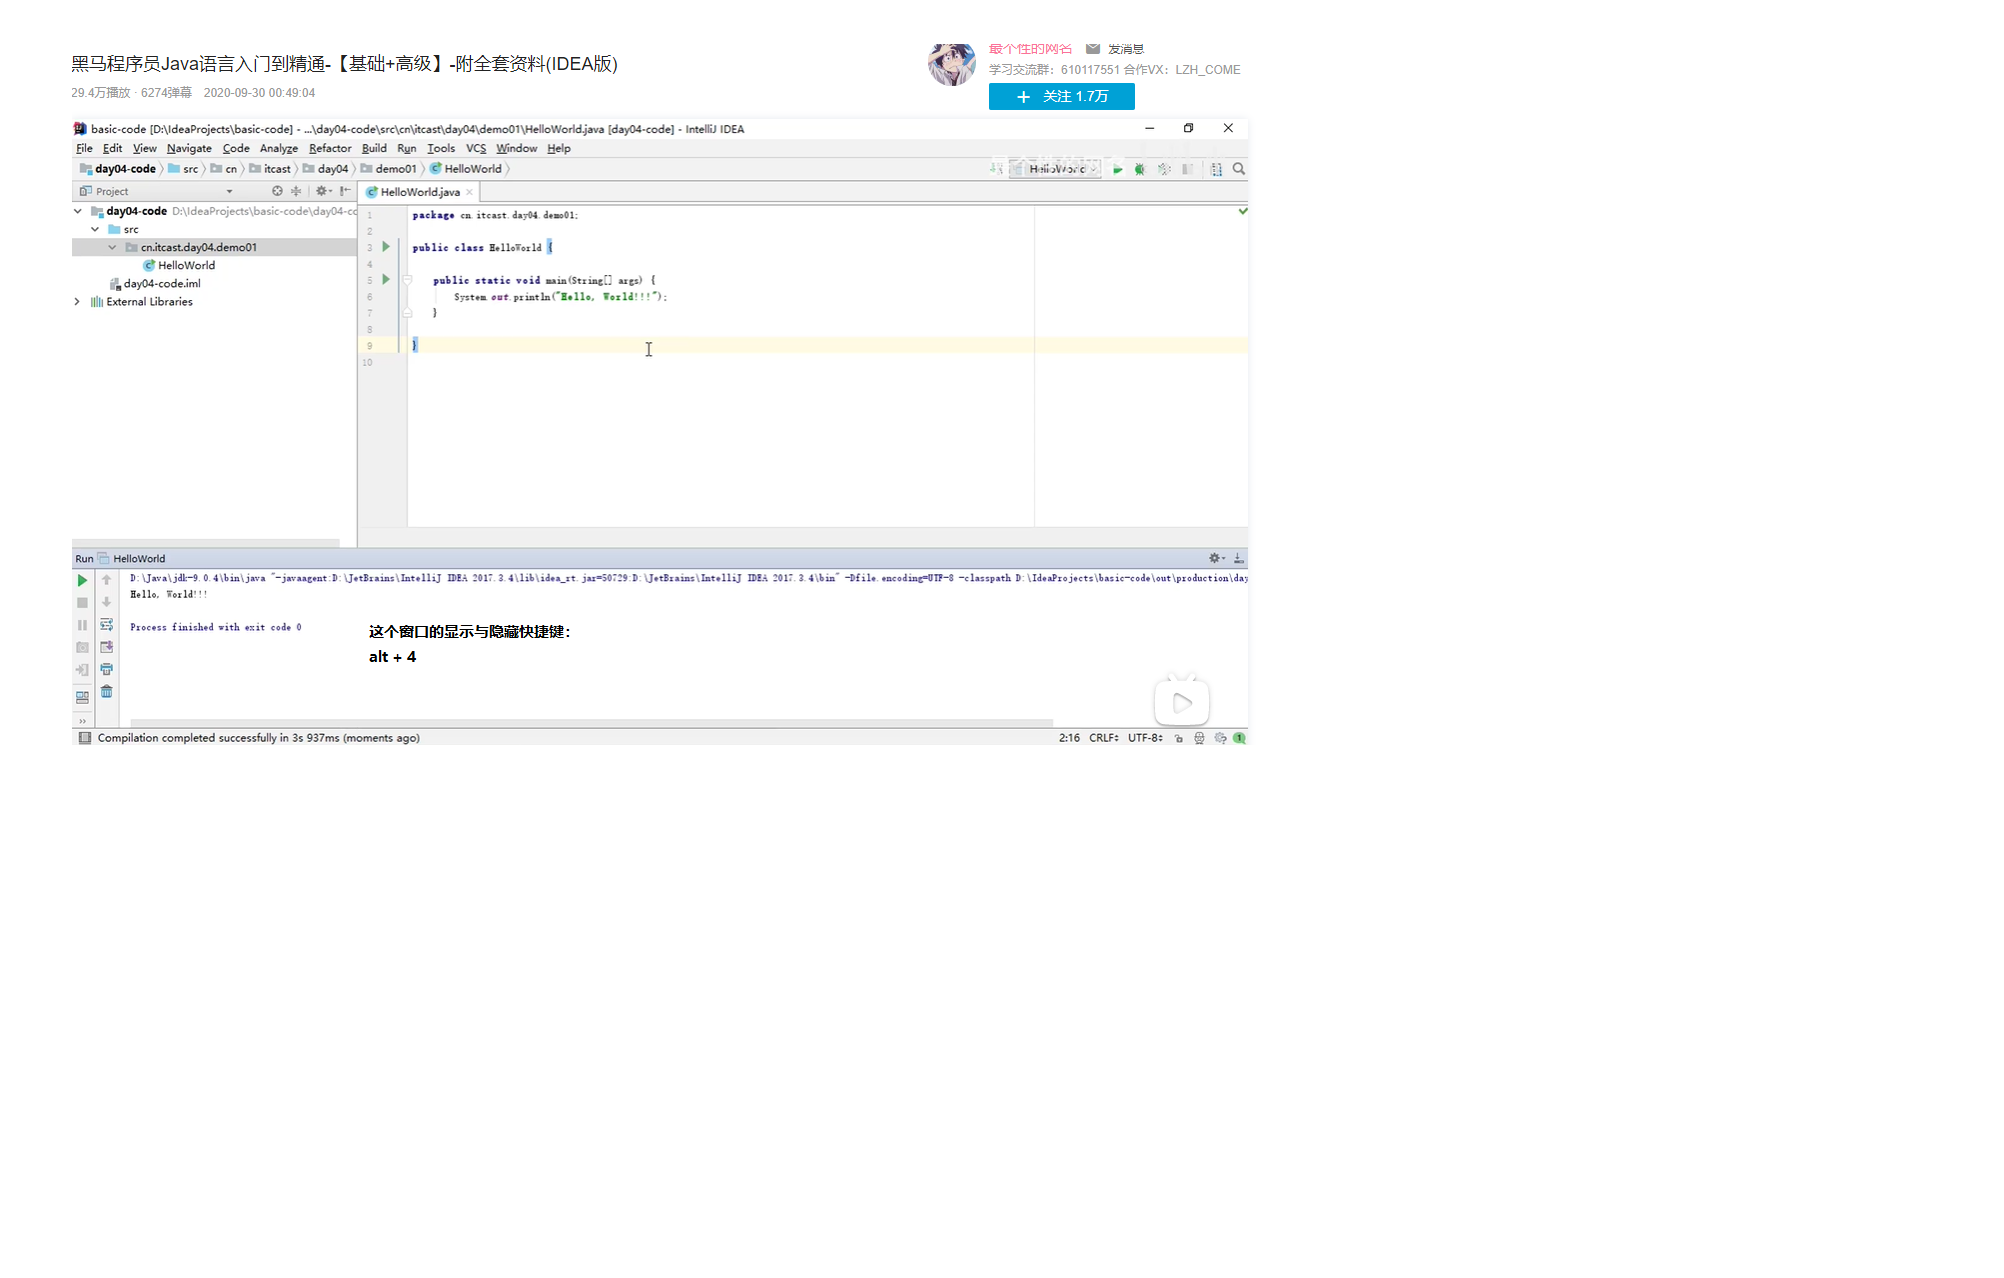 最个性的网名 发消息
黑马程序员Java语言入门到精通-【基础+高级】-附全套资料(IDEA版)
学习交流群：610117551 合作VX：LZH_COME
29.4万播放 · 6274弹幕 2020-09-30 00:49:04
+ 关注 1.7万
basic-code [D:\IdeaProjects\basic-code] - ...\day04-code\src\cn\itcast\day04\demo01\HelloWorld.java [day04-code] - IntelliJ IDEA
File Edit View Navigate Code Analyze Refactor Build Run Tools VCS Window Help
day04-code src cn itcast day04 demo01 HelloWorld
HelloWorld
Project
HelloWorld.java
day04-code D:\IdeaProjects\basic-code\day04-cc
src
cn.itcast.day04.demo01
HelloWorld
day04-code.iml
External Libraries
1 package cn.itcast.day04.demo01;
2
3 public class HelloWorld {
4
5 public static void main(String[] args) {
6 System.out.println("Hello, World!!!");
7 }
8
9 }
10
Run HelloWorld
D:\Java\jdk-9.0.4\bin\java "-javaagent:D:\JetBrains\IntelliJ IDEA 2017.3.4\lib\idea_rt.jar=50729:D:\JetBrains\IntelliJ IDEA 2017.3.4\bin" -Dfile.encoding=UTF-8 -classpath D:\IdeaProjects\basic-code\out\production\day
Hello, World!!!
Process finished with exit code 0
这个窗口的显示与隐藏快捷键：
alt + 4
Compilation completed successfully in 3s 937ms (moments ago)
2:16 CRLF UTF-8 1